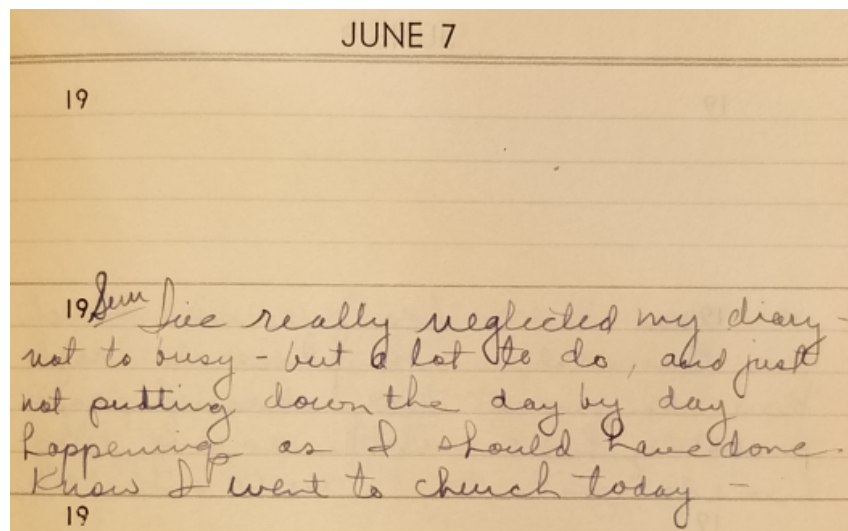 JUNE 7
19
19 Sun I've really neglected my diary -
not to busy - but a lot to do, and just
not putting down the day by day
happenings as I should have done.
Know I went to church today -
19